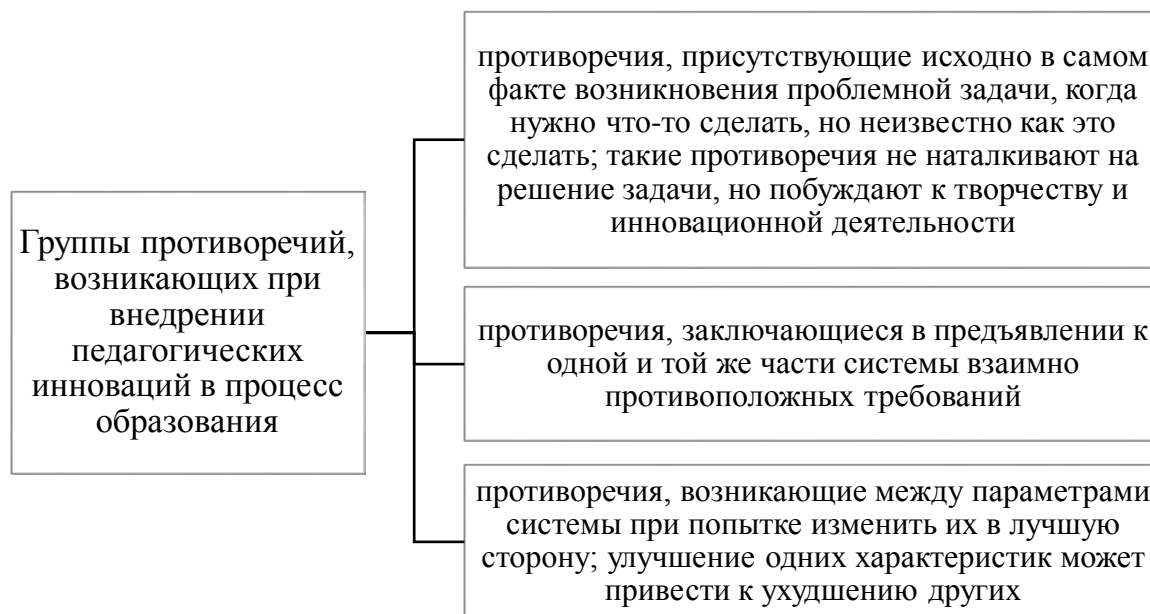 Группы противоречий,
возникающих при
внедрении
педагогических
инноваций в процесс
образования
противоречия, присутствующие исходно в самом
факте возникновения проблемной задачи, когда
нужно что-то сделать, но неизвестно как это
сделать; такие противоречия не наталкивают на
решение задачи, но побуждают к творчеству и
инновационной деятельности
противоречия, заключающиеся в предъявлении к
одной и той же части системы взаимно
противоположных требований
противоречия, возникающие между параметрами
системы при попытке изменить их в лучшую
сторону; улучшение одних характеристик может
привести к ухудшению других